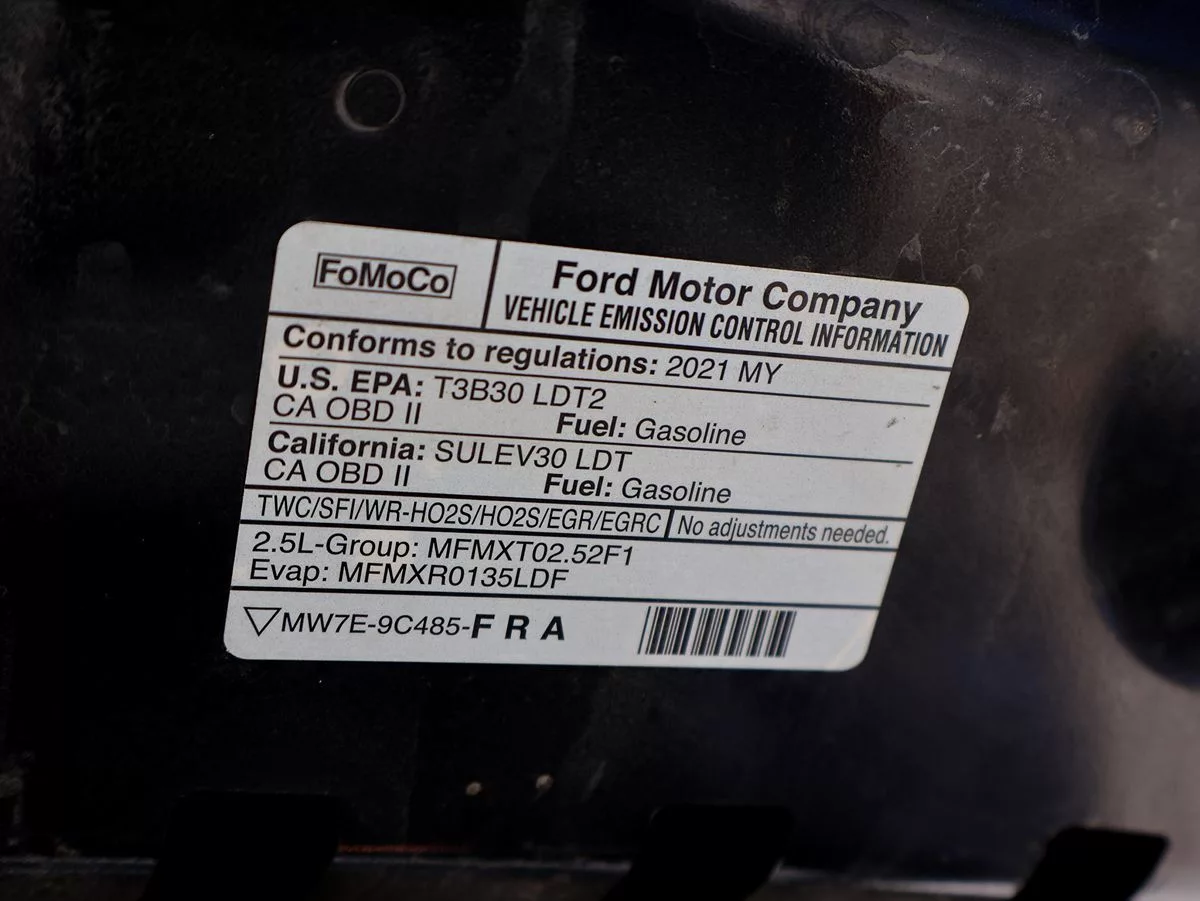 FoMoCo
Ford Motor Company
VEHICLE EMISSION CONTROL INFORMATION
Conforms to regulations: 2021 MY
U.S. EPA: T3B30 LDT2
CA OBD II Fuel: Gasoline
California: SULEV30 LDT
CA OBD II Fuel: Gasoline
TWC/SFI/WR-HO2S/HO2S/EGR/EGRC No adjustments needed.
2.5L-Group: MFMXT02.52F1
Evap: MFMXR0135LDF
MW7E-9C485-F R A